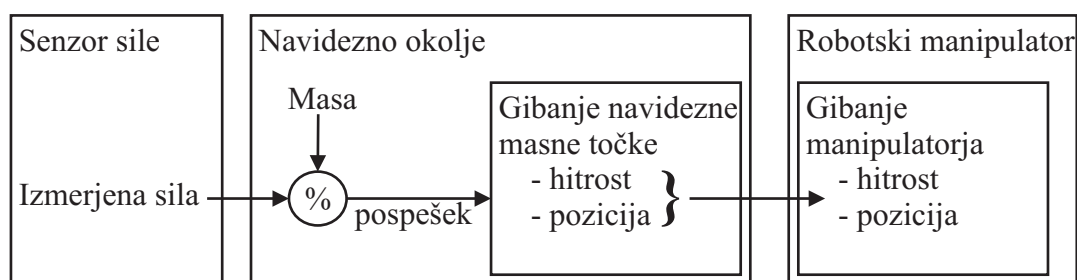 Senzor sile
Izmerjena sila
Navidezno okolje
Masa
%
pospešek
Gibanje navidezne
masne točke
- hitrost
- pozicija
Robotski manipulator
Gibanje
manipulatorja
- hitrost
- pozicija